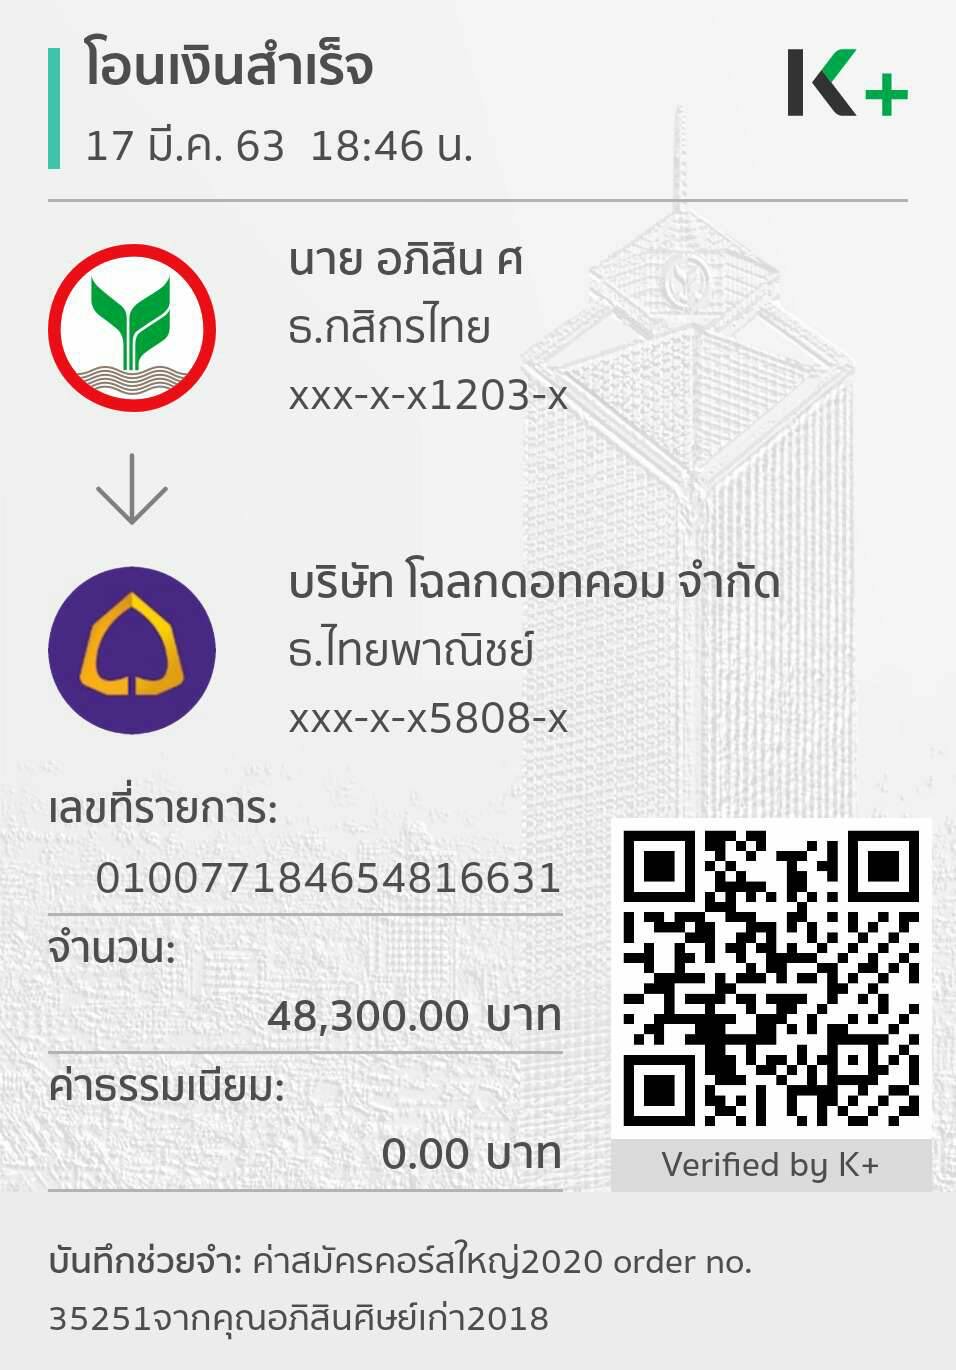 โอนเงินสำเร็จ
17 มี.ค. 63 18:46 น.
K+
นาย อภิสิน ศ
ธ.กสิกรไทย
xxx-x-x1203-x
บริษัท โฉลกดอทคอม จำกัด
ธ.ไทยพาณิชย์
xxx-x-x5808-x
เลขที่รายการ:
010077184654816631
จำนวน:
48,300.00 บาท
ค่าธรรมเนียม:
0.00 บาท
Verified by K+
บันทึกช่วยจำ: ค่าสมัครคอร์สใหญ่2020 order no.
35251จากคุณอภิสินศิษย์เก่า2018